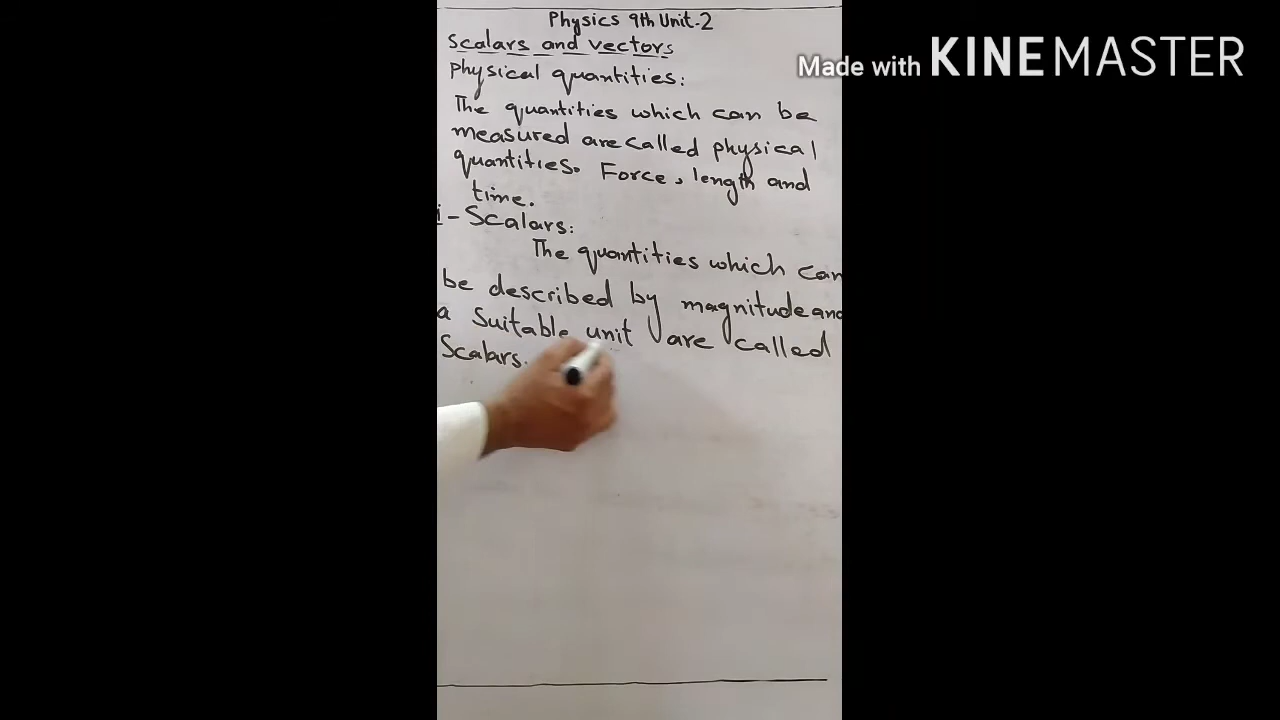 Physics 9th Unit-2
Scalars and vectors
Physical quantities:
The quantities which can be
measured are called physical
quantities. Force, length and
time.
i- Scalars:
The quantities which can
be described by magnitude and
a Suitable unit are called
Scalars.
Made with KINEMASTER